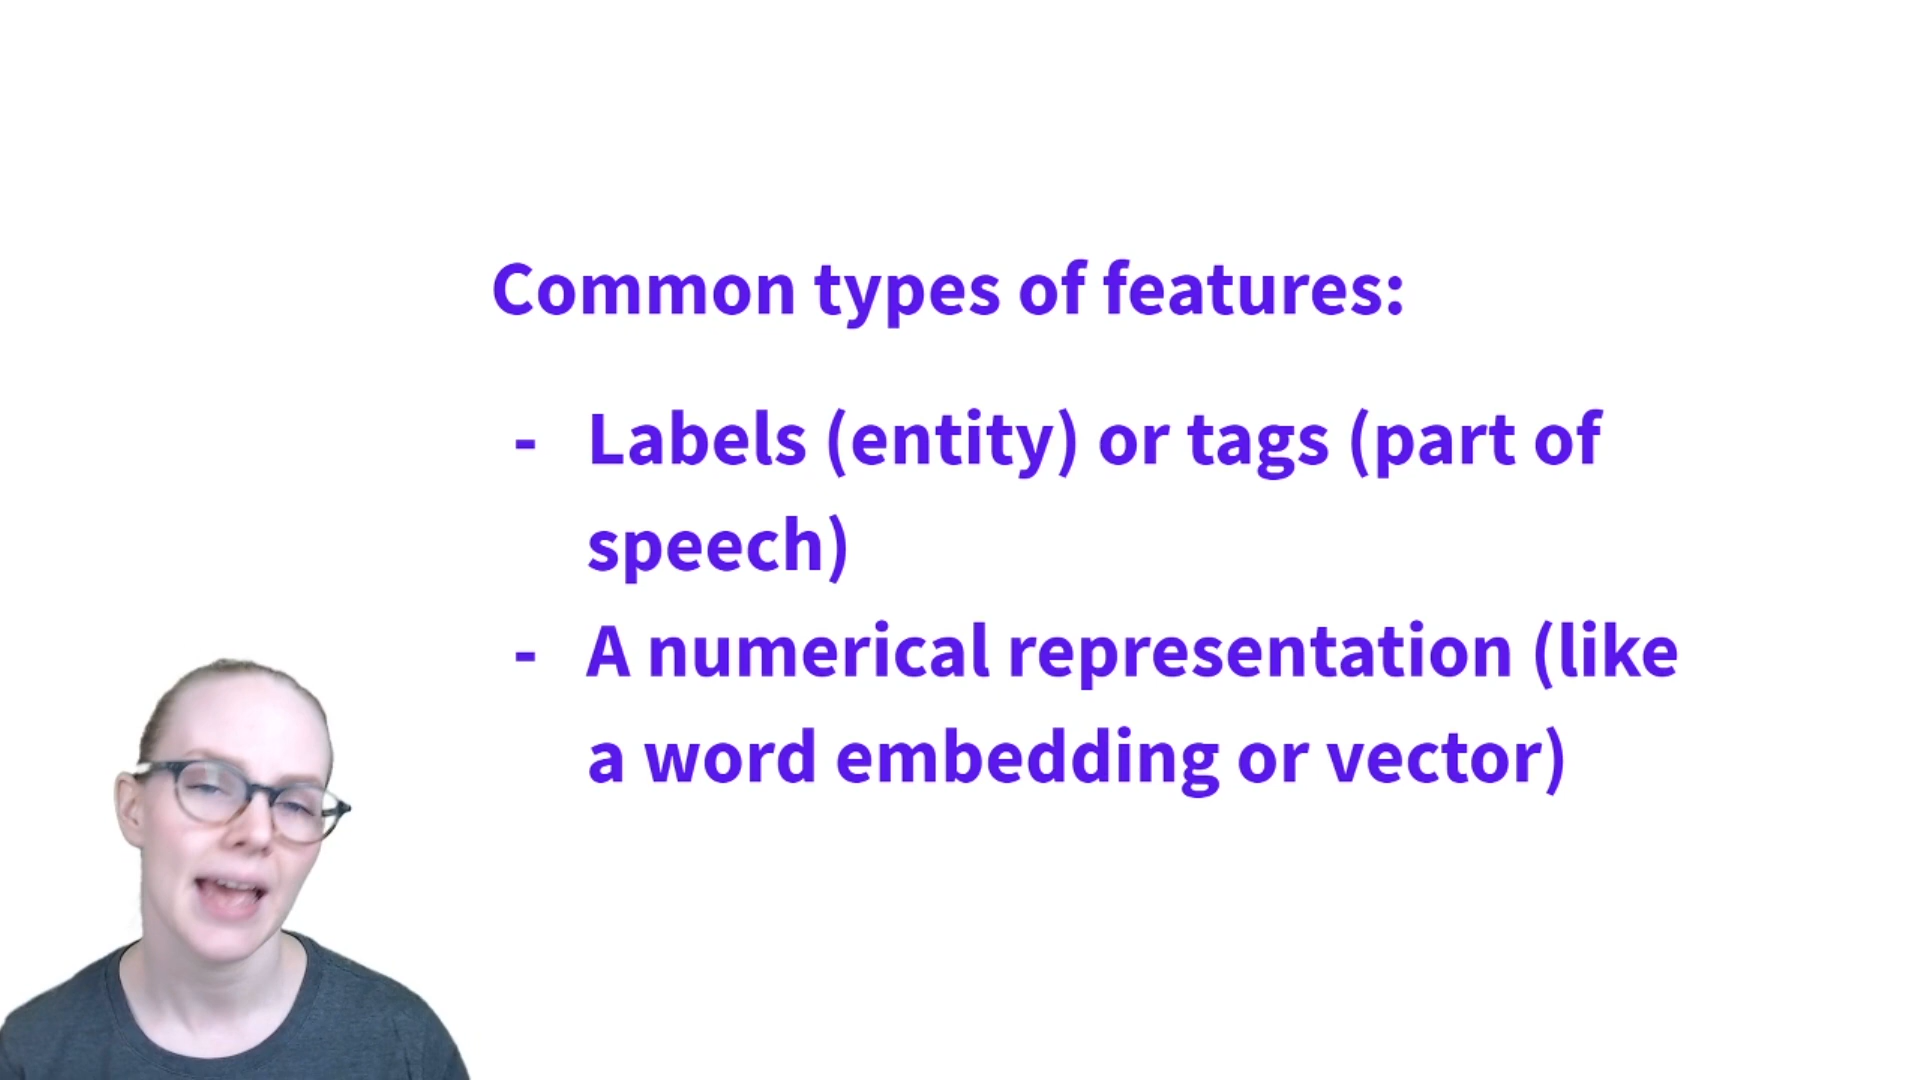 Common types of features:
- Labels (entity) or tags (part of
speech)
- A numerical representation (like
a word embedding or vector)